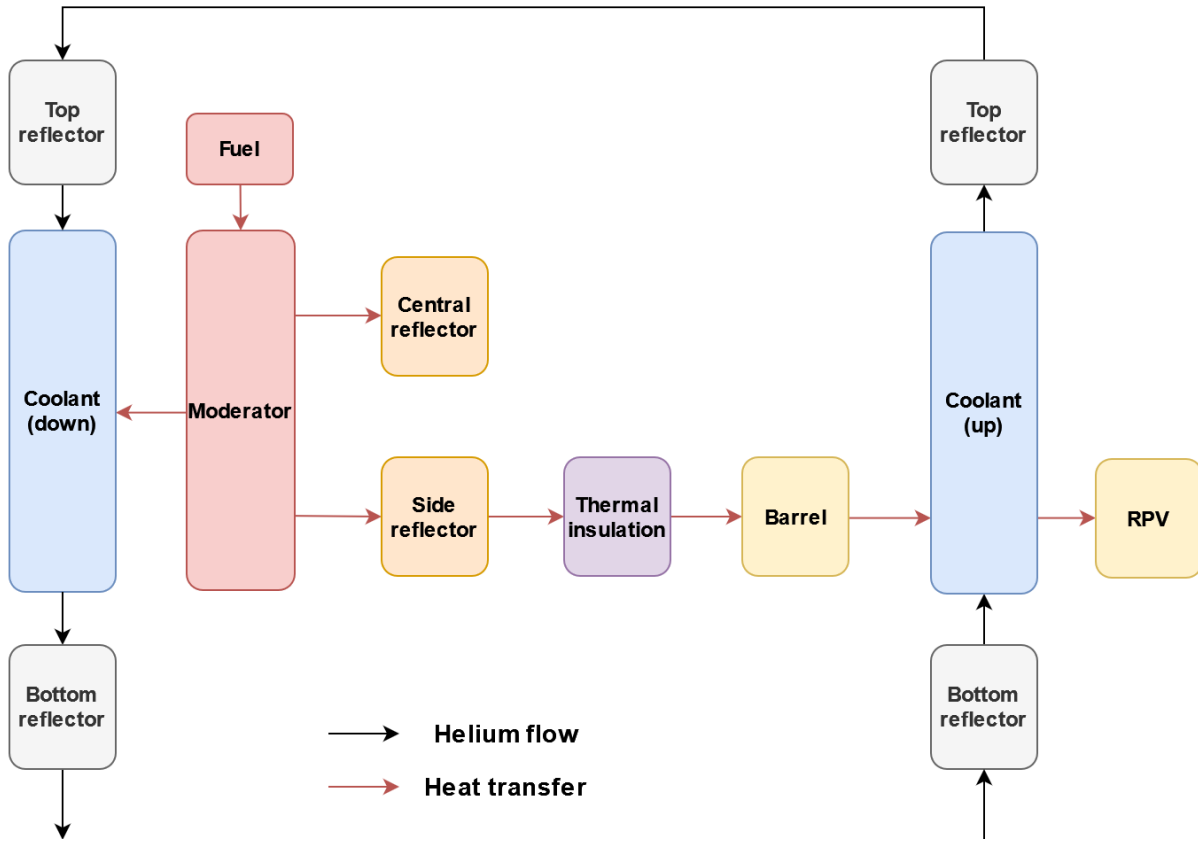 Top
reflector
Fuel
Top
reflector
Central
reflector
Coolant
(down)
Moderator
Coolant
(up)
Side
reflector
Thermal
insulation
Barrel
RPV
Bottom
reflector
Bottom
reflector
Helium flow
Heat transfer